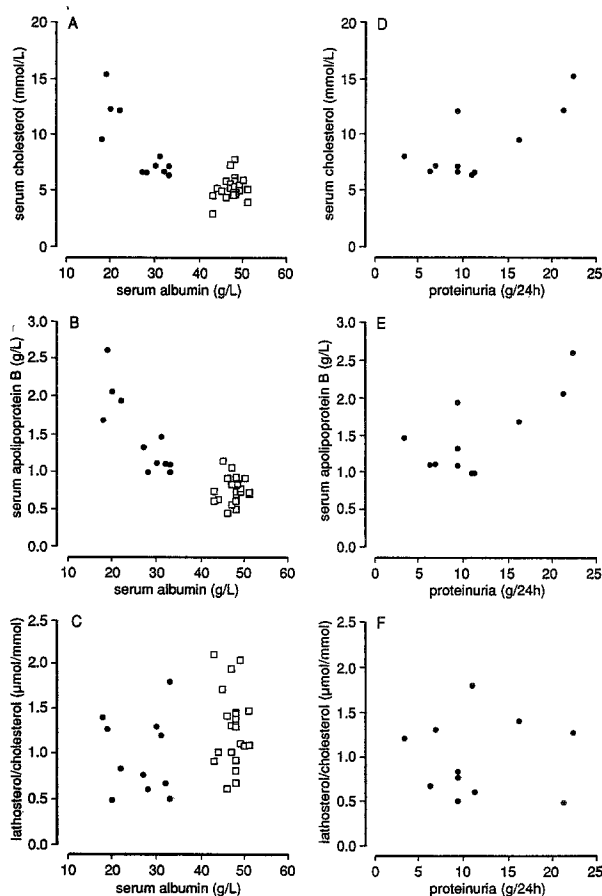 A
serum cholesterol (mmol/L)
20
15
10
5
0
10 20 30 40 50 60
serum albumin (g/L)
D
serum cholesterol (mmol/L)
20
15
10
5
0
0 5 10 15 20 25
proteinuria (g/24h)
B
serum apolipoprotein B (g/L)
3.0
2.5
2.0
1.5
1.0
0.5
0.0
10 20 30 40 50 60
serum albumin (g/L)
E
serum apolipoprotein B (g/L)
3.0
2.5
2.0
1.5
1.0
0.5
0.0
0 5 10 15 20 25
proteinuria (g/24h)
C
lathosterol/cholesterol (µmol/mmol)
2.5
2.0
1.5
1.0
0.5
0.0
10 20 30 40 50 60
serum albumin (g/L)
F
lathosterol/cholesterol (µmol/mmol)
2.5
2.0
1.5
1.0
0.5
0.0
0 5 10 15 20 25
proteinuria (g/24h)